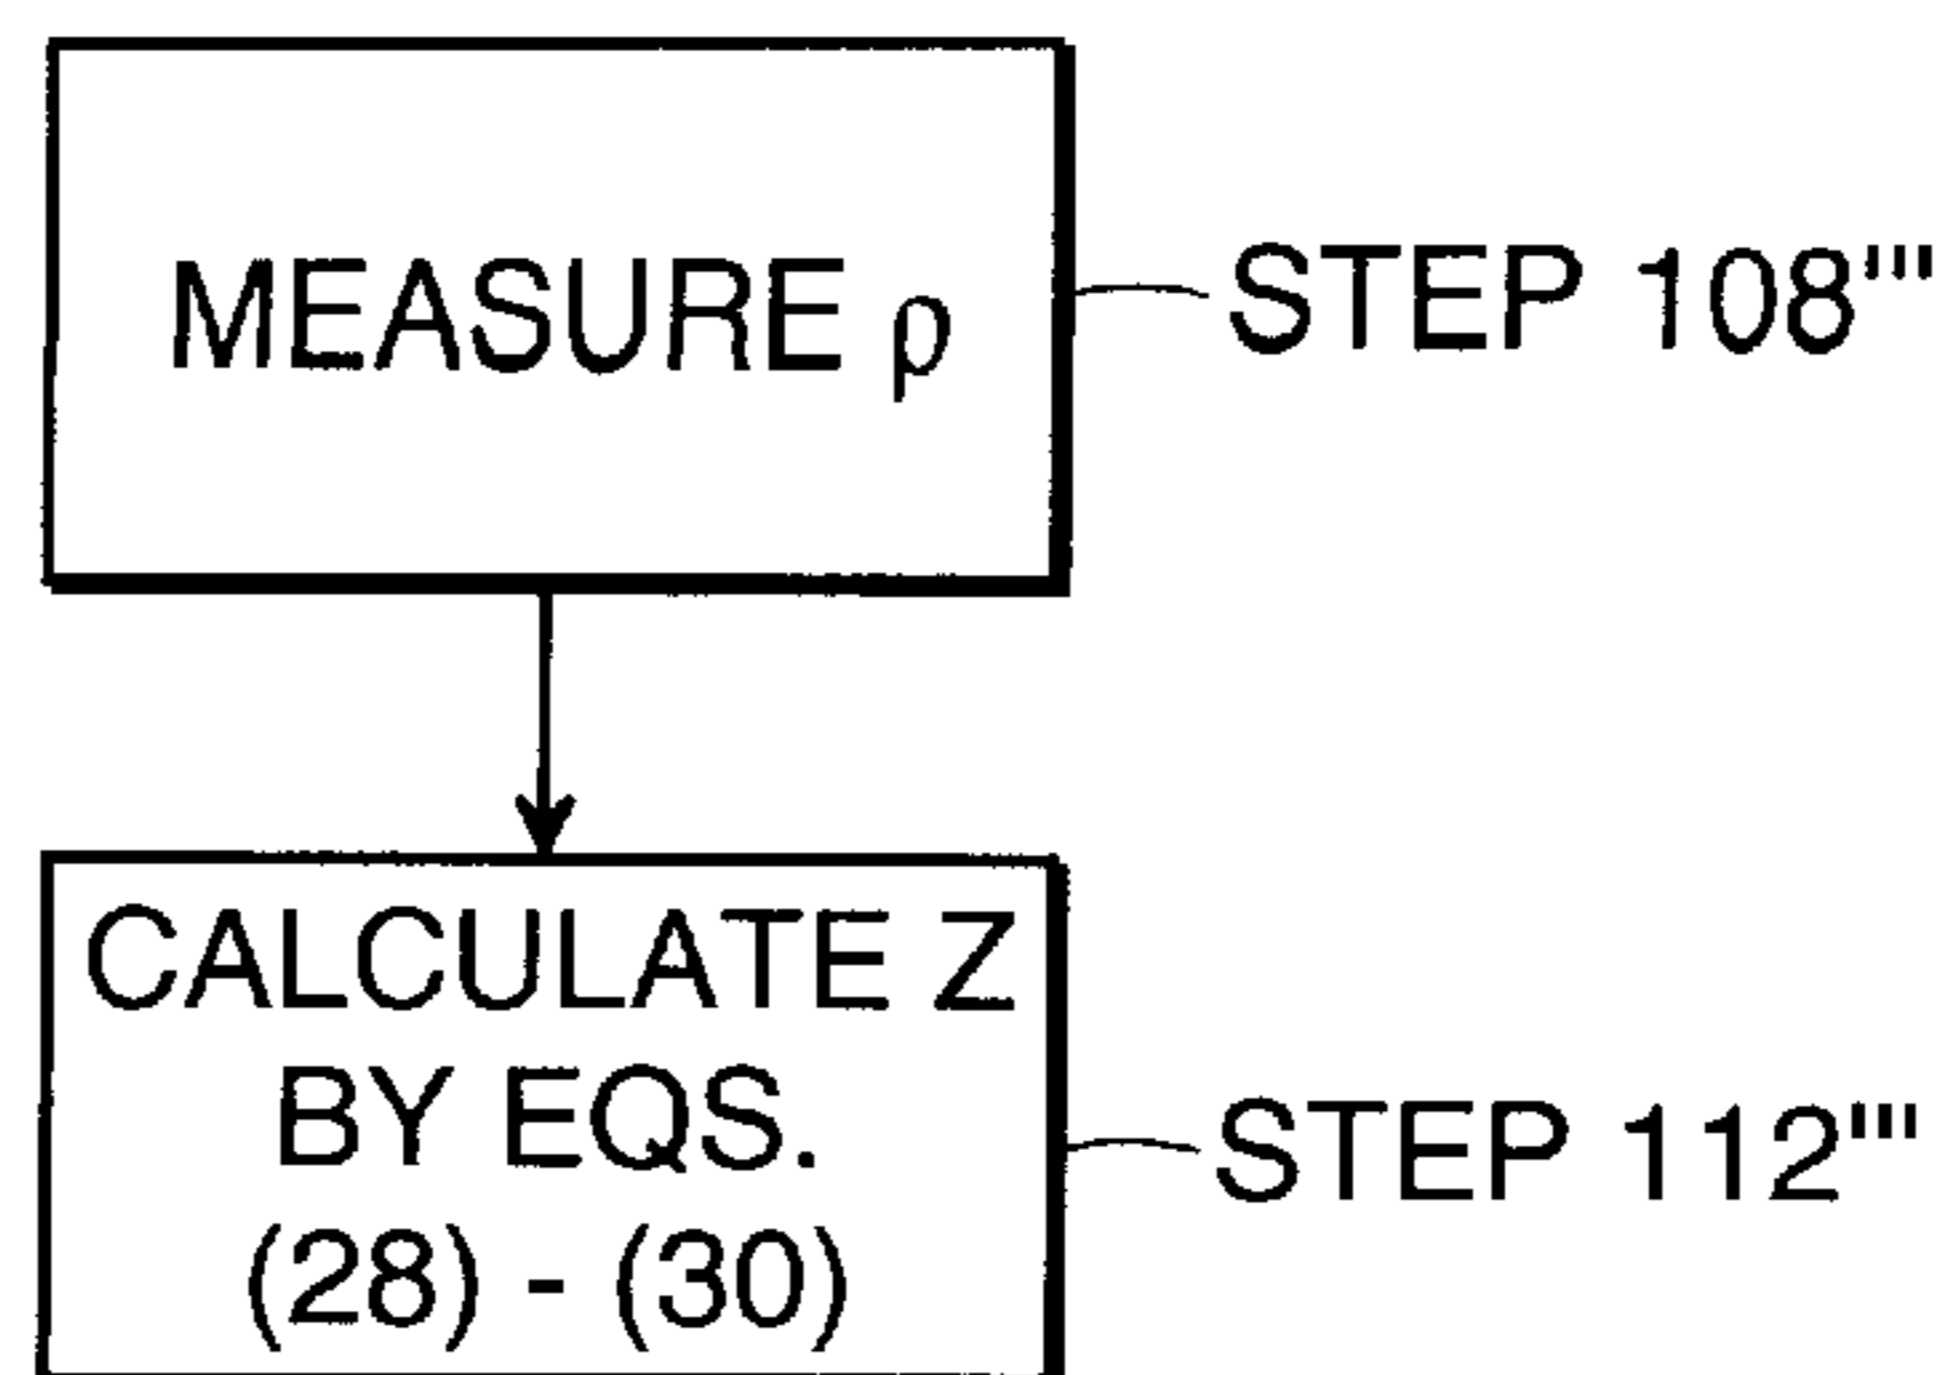 MEASURE ρ
STEP 108'''
CALCULATE Z
BY EQS.
(28) - (30)
STEP 112'''